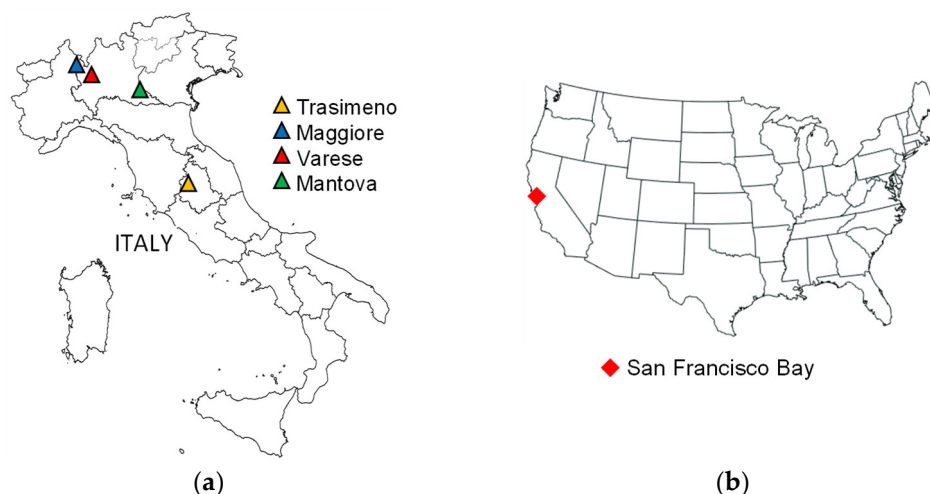 Trasimeno
Maggiore
Varese
Mantova
ITALY
San Francisco Bay
(a)
(b)